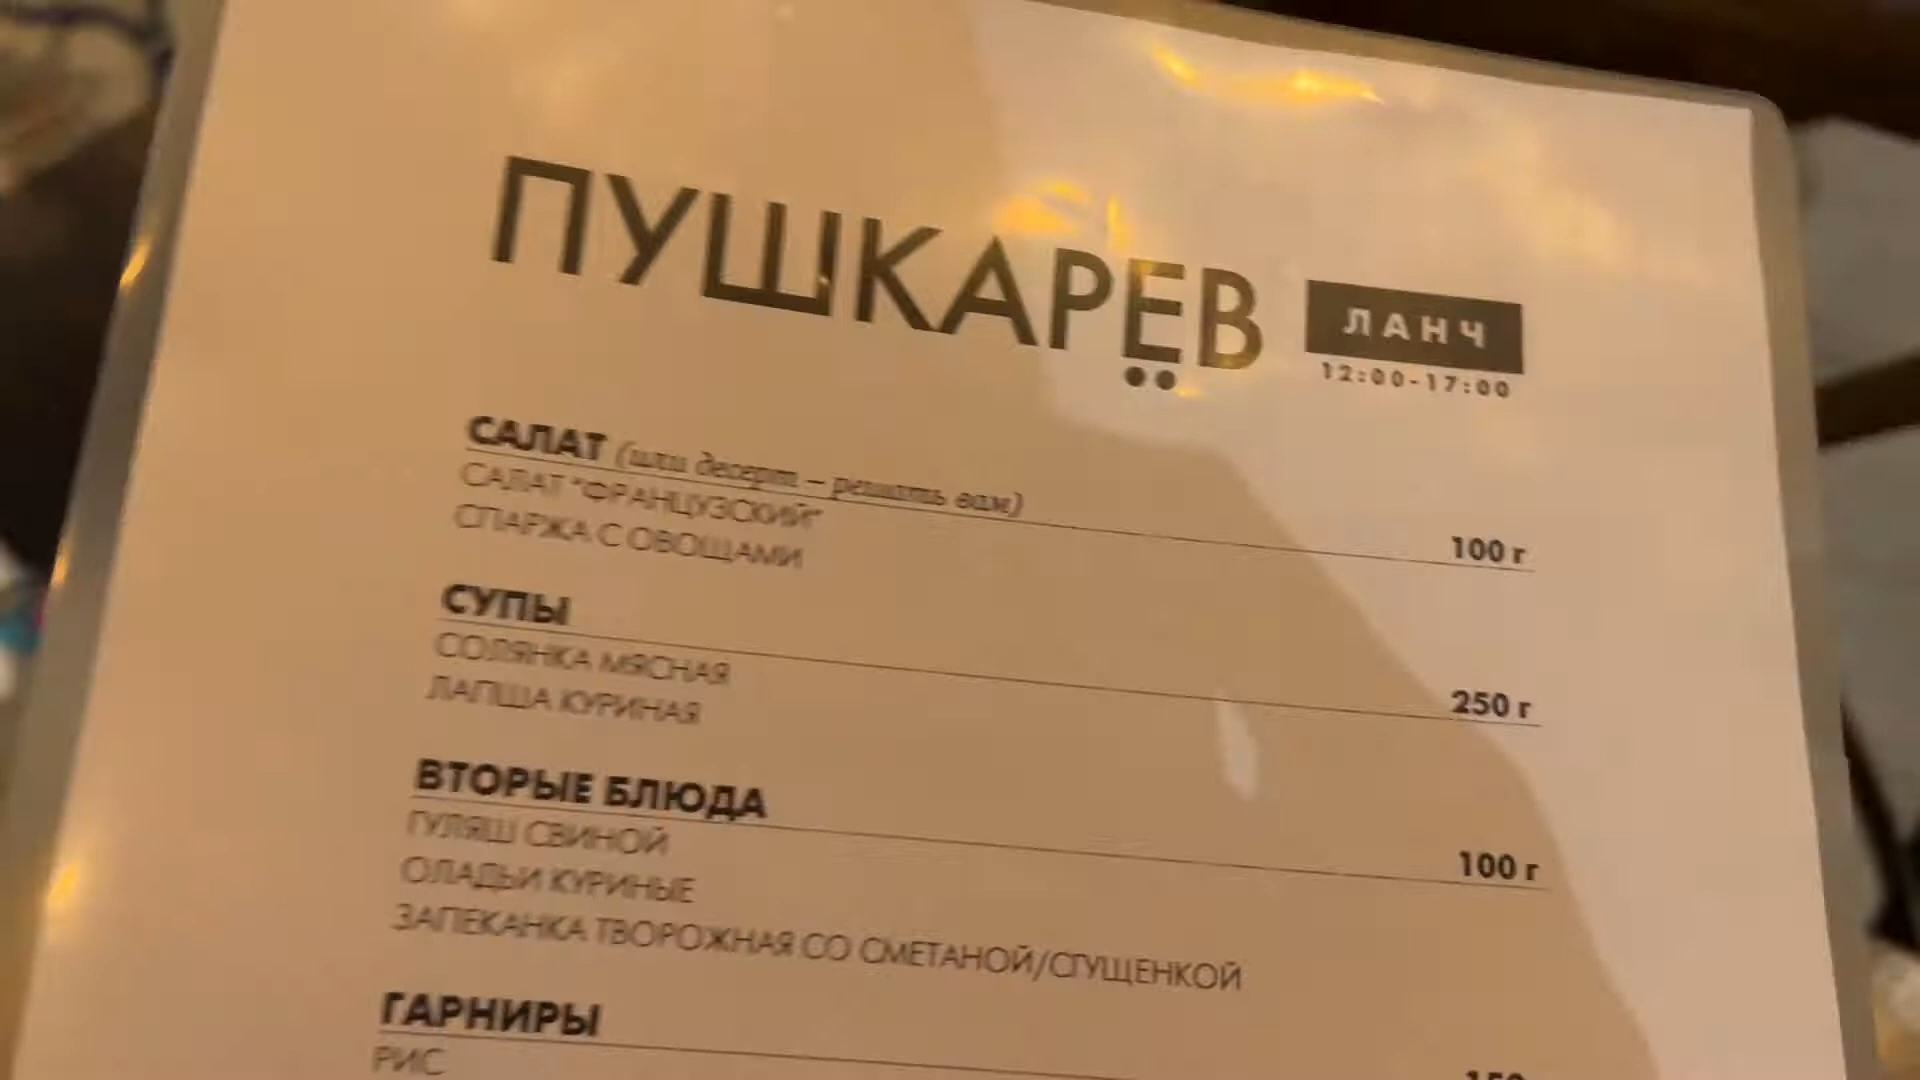 ПУШКАРЕВ
ЛАНЧ
12:00-17:00
САЛАТ (или десерт – решать вам) 100 г
САЛАТ "ФРАНЦУЗСКИЙ"
СПАРЖА С ОВОЩАМИ
СУПЫ 250 г
СОЛЯНКА МЯСНАЯ
ЛАПША КУРИНАЯ
ВТОРЫЕ БЛЮДА 100 г
ГУЛЯШ СВИНОЙ
ОЛАДЬИ КУРИНЫЕ
ЗАПЕКАНКА ТВОРОЖНАЯ СО СМЕТАНОЙ/СГУЩЕНКОЙ
ГАРНИРЫ 150
РИС